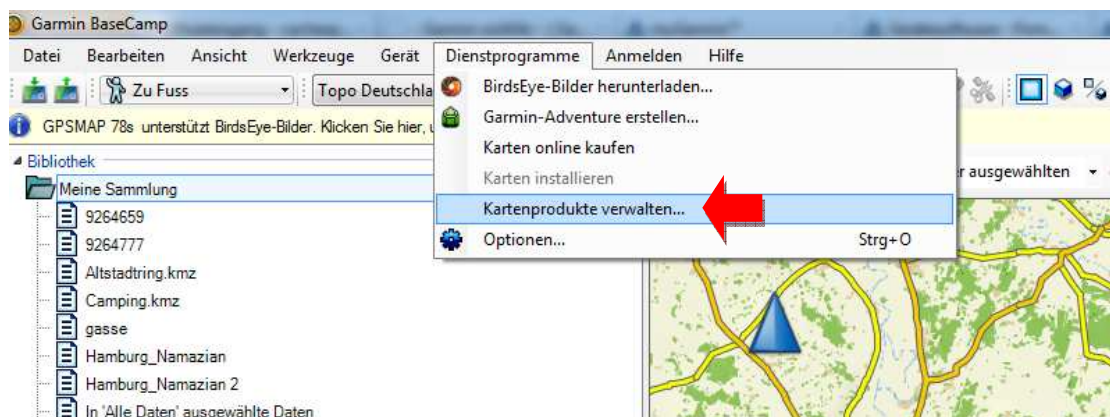 Garmin BaseCamp
Datei Bearbeiten Ansicht Werkzeuge Gerät Dienstprogramme Anmelden Hilfe
Zu Fuss Topo Deutschla
GPSMAP 78s unterstützt BirdsEye-Bilder. Klicken Sie hier,
BirdsEye-Bilder herunterladen...
Garmin-Adventure erstellen...
Karten online kaufen
Karten installieren
Kartenprodukte verwalten...
Optionen... Strg+O
ausgewählten
Bibliothek
Meine Sammlung
9264659
9264777
Altstadtring.kmz
Camping.kmz
gasse
Hamburg_Namazian
Hamburg_Namazian 2
In 'Alle Daten' ausgewählte Daten